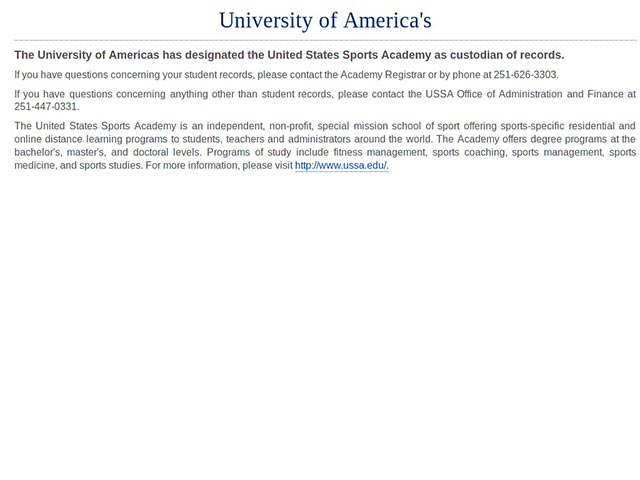 University of America's
The University of Americas has designated the United States Sports Academy as custodian of records.
If you have questions concerning your student records, please contact the Academy Registrar or by phone at 251-626-3303.
If you have questions concerning anything other than student records, please contact the USSA Office of Administration and Finance at
251-447-0331.
The United States Sports Academy is an independent, non-profit, special mission school of sport offering sports-specific residential and
online distance learning programs to students, teachers and administrators around the world. The Academy offers degree programs at the
bachelor's, master's, and doctoral levels. Programs of study include fitness management, sports coaching, sports management, sports
medicine, and sports studies. For more information, please visit http://www.ussa.edu/.